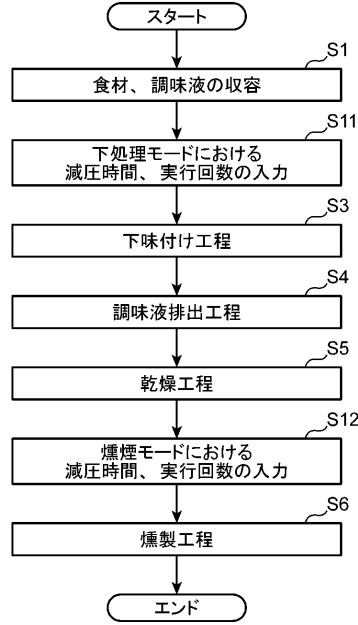 スタート
S1
食材、調味液の収容
S11
下処理モードにおける
減圧時間、実行回数の入力
S3
下味付け工程
S4
調味液排出工程
S5
乾燥工程
S12
燻煙モードにおける
減圧時間、実行回数の入力
S6
燻製工程
エンド